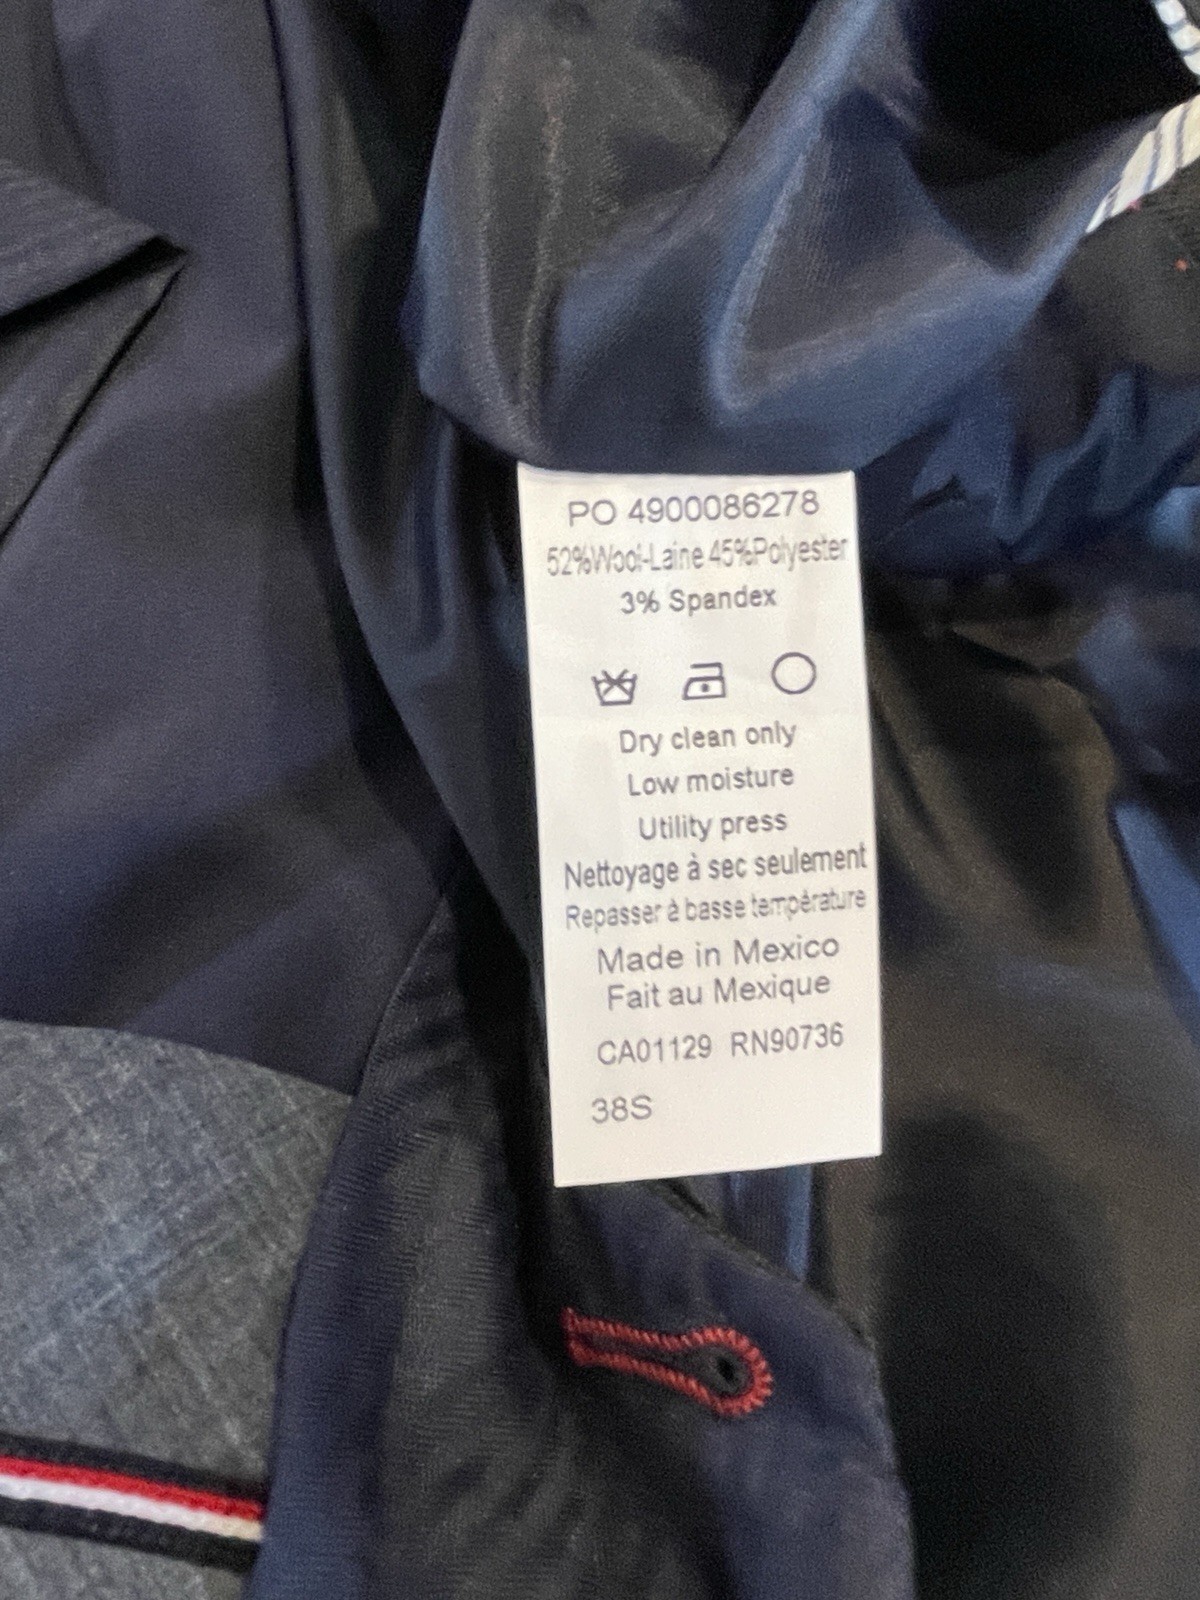 PO 4900086278
52%Wool-Laine 45%Polyester
3% Spandex
Dry clean only
Low moisture
Utility press
Nettoyage à sec seulement
Repasser à basse température
Made in Mexico
Fait au Mexique
CA01129 RN90736
38S